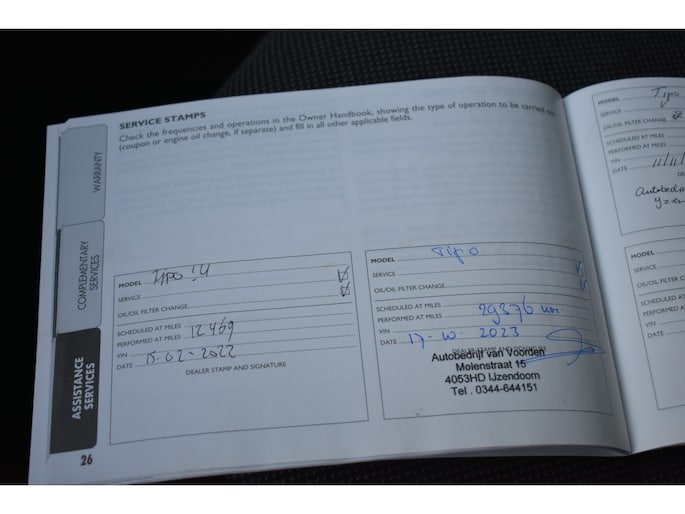 SERVICE STAMPS
Check the frequencies and operations in the Owner Handbook, showing the type of operation to be carried out
(coupon or engine oil change, if separate) and fill in all other applicable fields.
WARRANTY
COMPLEMENTARY
SERVICES
ASSISTANCE
SERVICES
26
MODEL Tipo
SERVICE
OIL/OIL FILTER CHANGE
SCHEDULED AT MILES
PERFORMED AT MILES 12469
VIN
DATE 15-02-2022
DEALER STAMP AND SIGNATURE
MODEL Tipo
SERVICE
OIL/OIL FILTER CHANGE
SCHEDULED AT MILES
PERFORMED AT MILES 29376
VIN
DATE 17- 2023
DEALER STAMP AND SIGNATURE
Autobedrijf van Voorden
Molenstraat 15
4053HD IJzendoorn
Tel . 0344-644151
MODEL Tipo
SERVICE
OIL/OIL FILTER CHANGE
SCHEDULED AT MILES
PERFORMED AT MILES
VIN
DATE
MODEL
SERVICE
OIL/OIL FILTER
SCHEDULED AT
PERFORMED AT
VIN
DATE